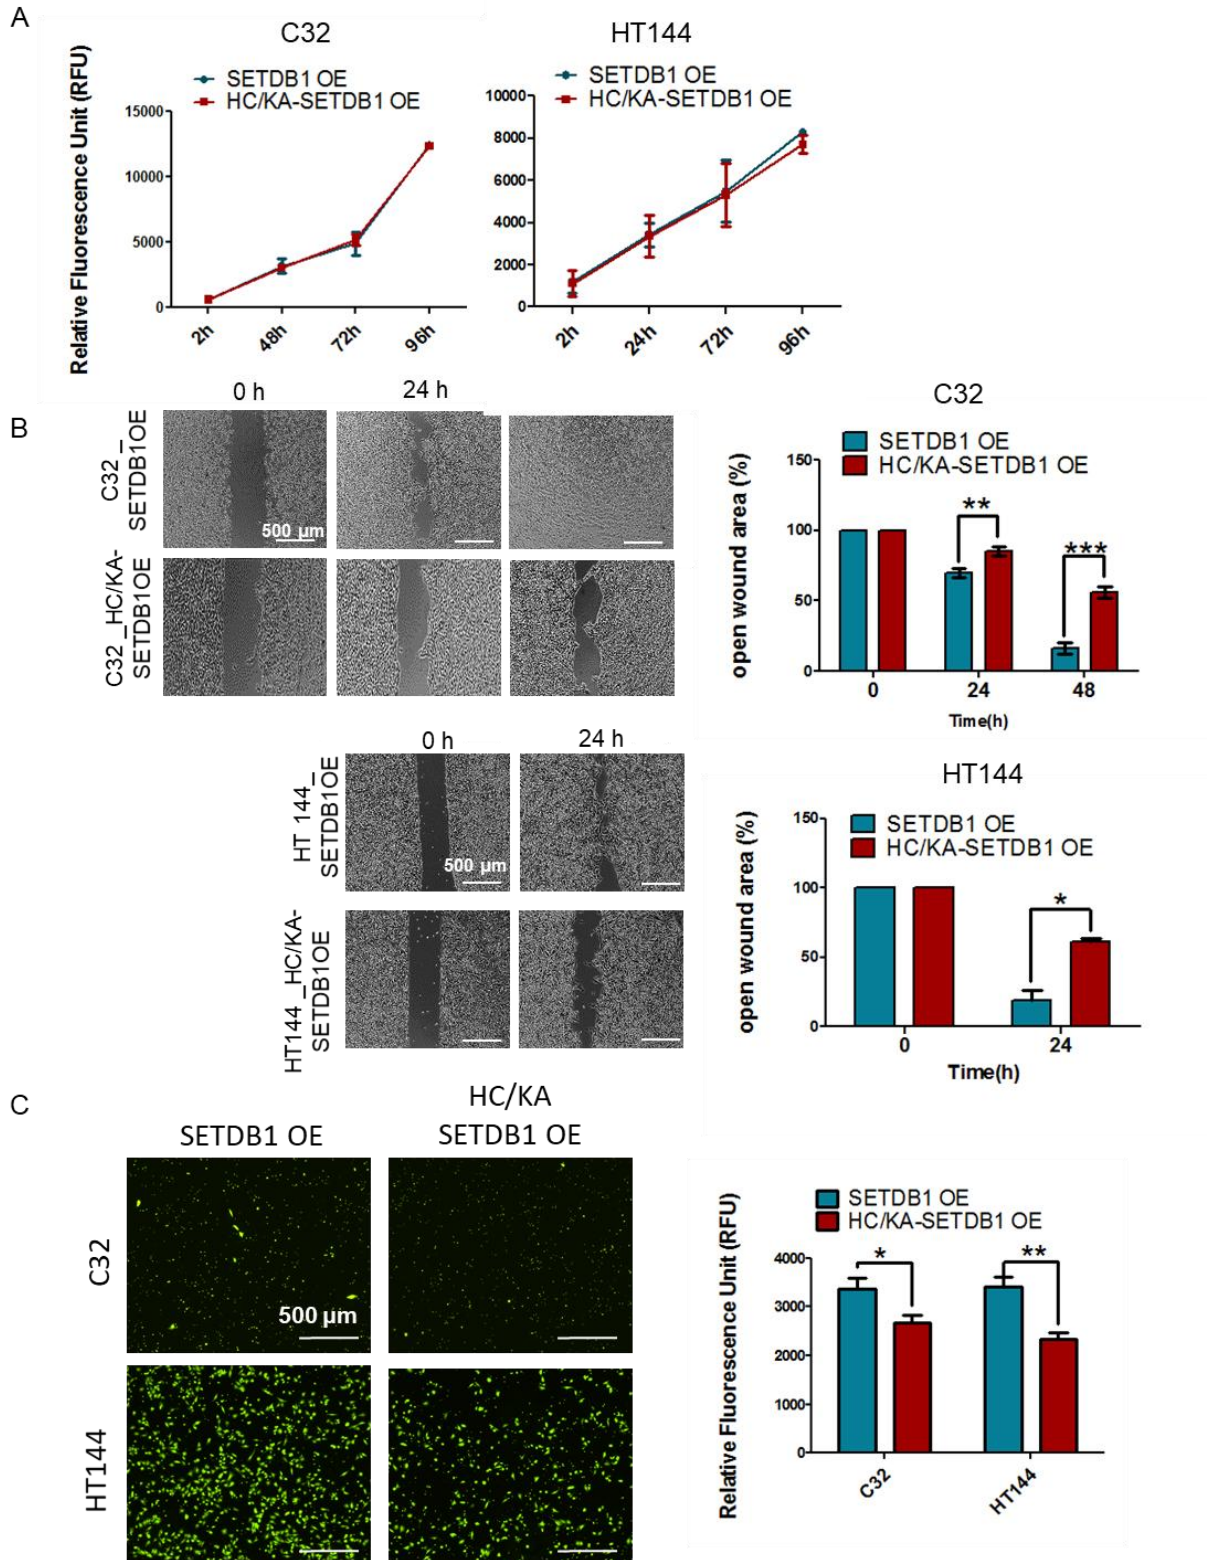 A
C32
HT144
Relative Fluorescence Unit (RFU)
SETDB1 OE
HC/KA-SETDB1 OE
15000
10000
5000
0
2h
48h
72h
96h
SETDB1 OE
HC/KA-SETDB1 OE
10000
8000
6000
4000
2000
0
2h
24h
72h
96h
B
0 h
24 h
C32_
SETDB1OE
500 µm
C32_HC/KA-
SETDB1OE
C32
SETDB1 OE
HC/KA-SETDB1 OE
open wound area (%)
150
100
50
0
**
***
0
24
48
Time(h)
0 h
24 h
HT 144_
SETDB1OE
500 µm
HT144_HC/KA-
SETDB1OE
HT144
SETDB1 OE
HC/KA-SETDB1 OE
open wound area (%)
150
100
50
0
*
0
24
Time(h)
C
SETDB1 OE
HC/KA
SETDB1 OE
C32
500 µm
HT144
SETDB1 OE
HC/KA-SETDB1 OE
Relative Fluorescence Unit (RFU)
4000
3000
2000
1000
0
*
**
C32
HT144